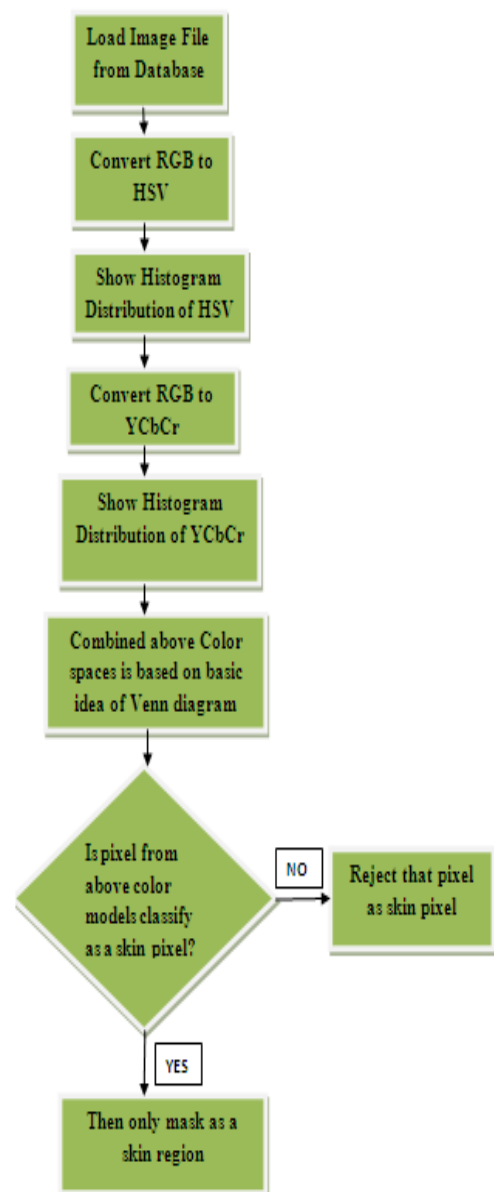 Load Image File
from Database
Convert RGB to
HSV
Show Histogram
Distribution of HSV
Convert RGB to
YCbCr
Show Histogram
Distribution of YCbCr
Combined above Color
spaces is based on basic
idea of Venn diagram
Is pixel from
above color
models classify
as a skin pixel?
NO
Reject that pixel
as skin pixel
YES
Then only mask as a
skin region